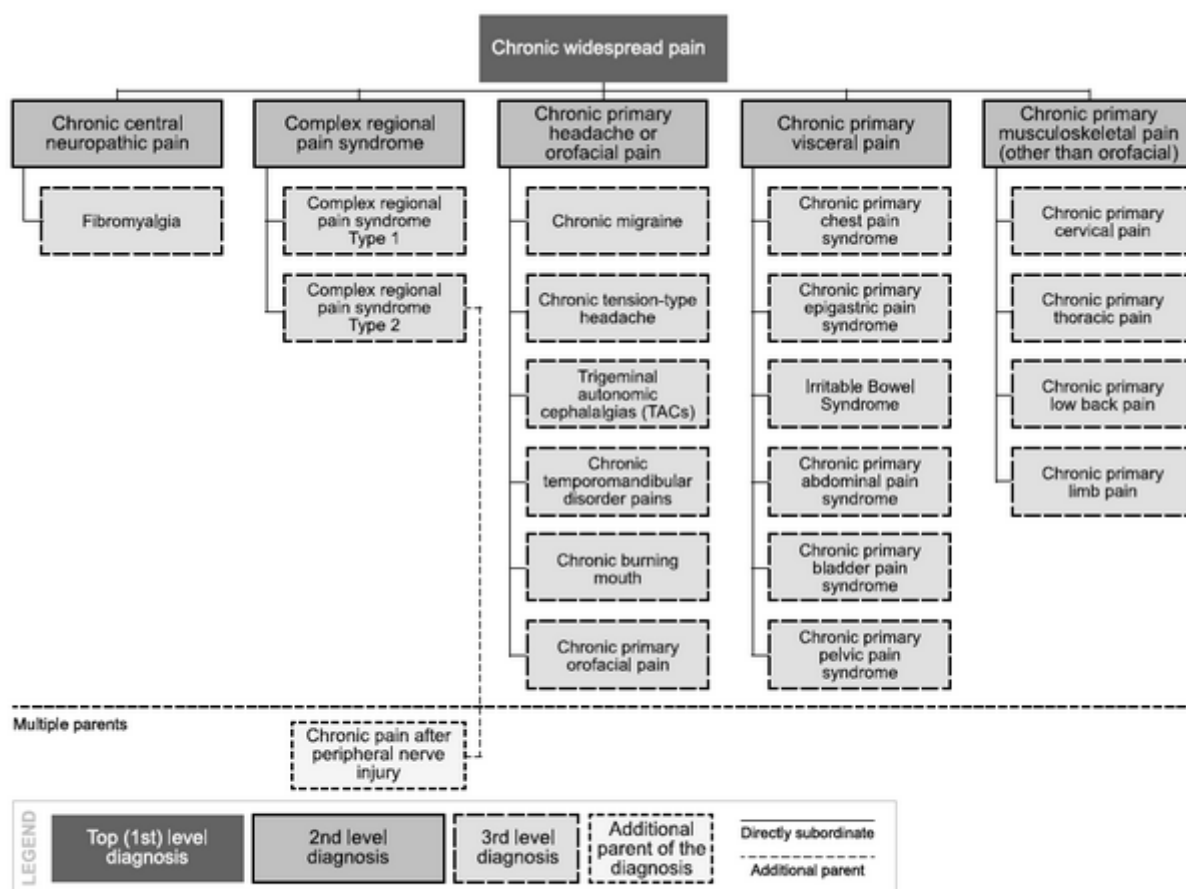 Chronic widespread pain
Chronic central
neuropathic pain
Fibromyalgia
Complex regional
pain syndrome
Complex regional
pain syndrome
Type 1
Complex regional
pain syndrome
Type 2
Chronic primary
headache or
orofacial pain
Chronic migraine
Chronic tension-type
headache
Trigeminal
autonomic
cephalalgias (TACs)
Chronic
temporomandibular
disorder pains
Chronic burning
mouth
Chronic primary
orofacial pain
Chronic primary
visceral pain
Chronic primary
chest pain
syndrome
Chronic primary
epigastric pain
syndrome
Irritable Bowel
Syndrome
Chronic primary
abdominal pain
syndrome
Chronic primary
bladder pain
syndrome
Chronic primary
pelvic pain
syndrome
Chronic primary
musculoskeletal pain
(other than orofacial)
Chronic primary
cervical pain
Chronic primary
thoracic pain
Chronic primary
low back pain
Chronic primary
limb pain
Multiple parents
Chronic pain after
peripheral nerve
injury
LEGEND
Top (1st) level
diagnosis
2nd level
diagnosis
3rd level
diagnosis
Additional
parent of the
diagnosis
Directly subordinate
Additional parent